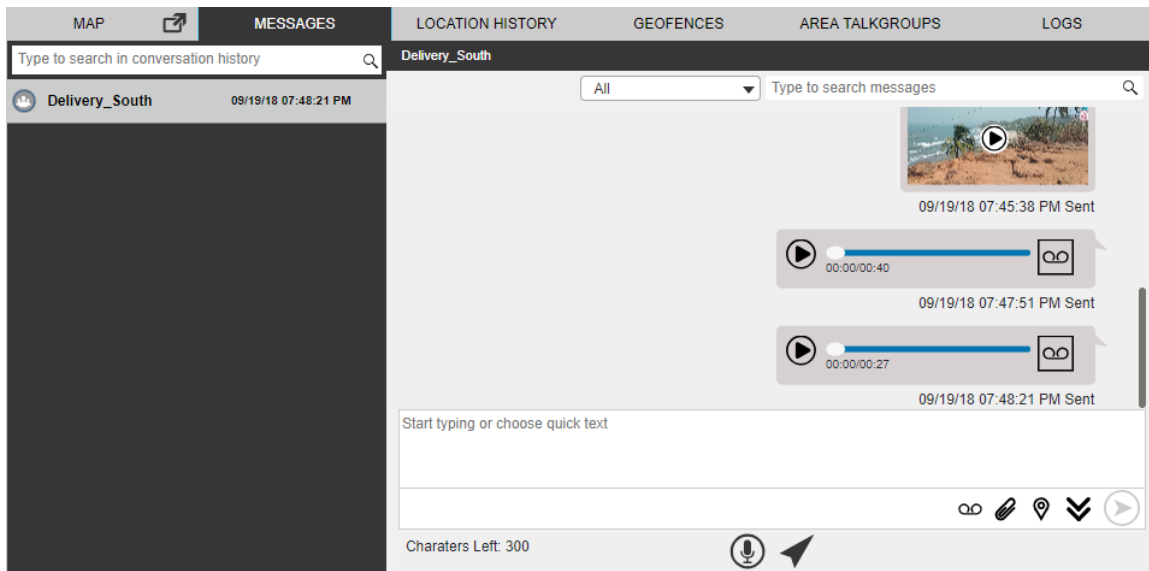 MAP MESSAGES LOCATION HISTORY GEOFENCES AREA TALKGROUPS LOGS
Type to search in conversation history
Delivery_South 09/19/18 07:48:21 PM
Delivery_South
All Type to search messages
09/19/18 07:45:38 PM Sent
00:00/00:40
09/19/18 07:47:51 PM Sent
00:00/00:27
09/19/18 07:48:21 PM Sent
Start typing or choose quick text
Charaters Left: 300